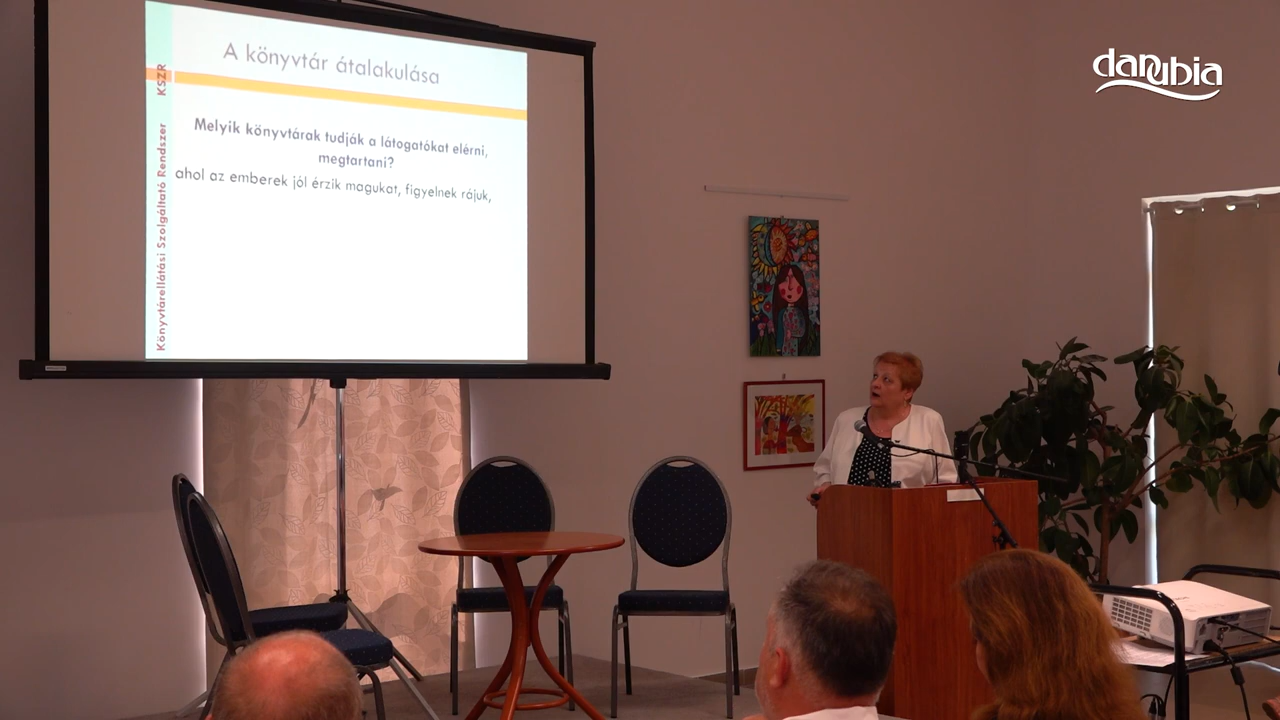 A könyvtár átalakulása
KSZR
Könyvtárellátási Szolgáltató Rendszer
Melyik könyvtárak tudják a látogatókat elérni,
megtartani?
ahol az emberek jól érzik magukat, figyelnek rájuk,
danubia